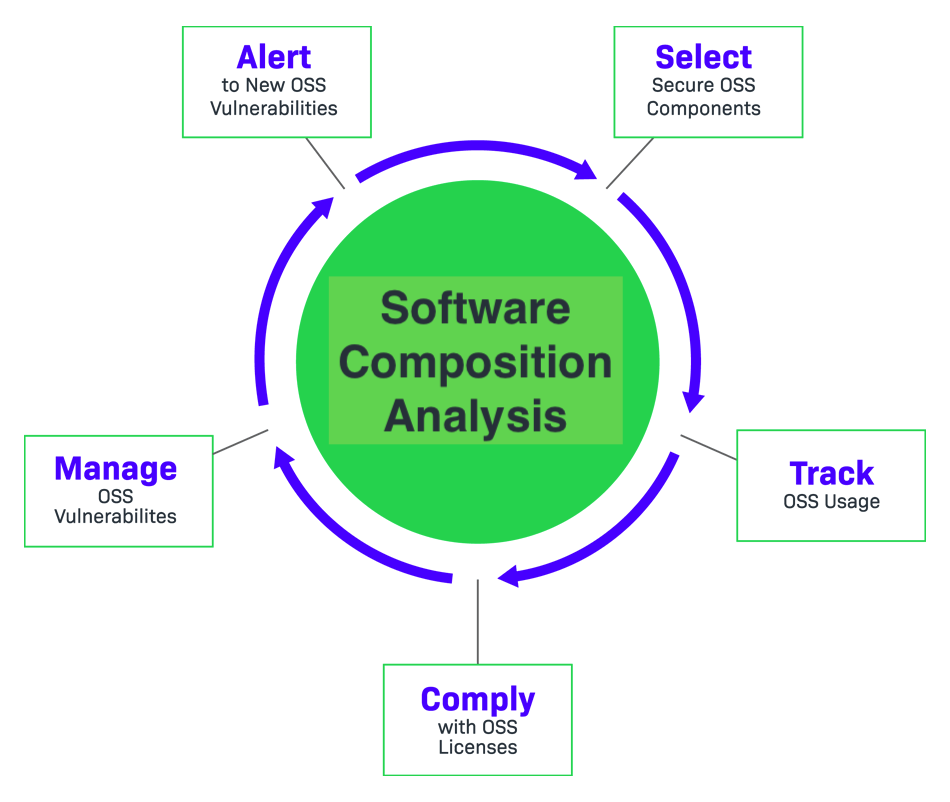 Alert
to New OSS
Vulnerabilities
Select
Secure OSS
Components
Software
Composition
Analysis
Manage
OSS
Vulnerabilites
Track
OSS Usage
Comply
with OSS
Licenses